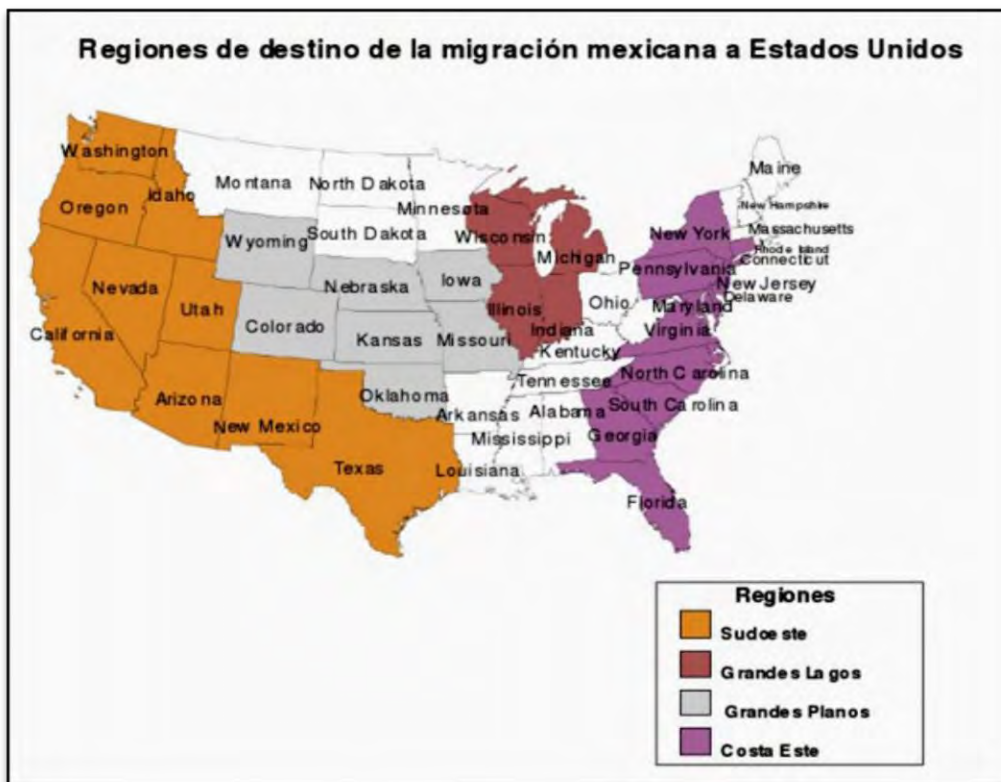 Regiones de destino de la migración mexicana a Estados Unidos
Washington
Montana
North Dakota
Maine
Oregon
Idaho
Minnesota
New Hampshire
South Dakota
Wisconsin
Michigan
New York
Massachusetts
Rhode Island
Connecticut
Wyoming
Iowa
Pennsylvania
New Jersey
Nevada
Nebraska
Ohio
Delaware
Utah
Illinois
Maryland
California
Colorado
Kansas
Missouri
Indiana
Virginia
Kentucky
Arizona
Oklahoma
Tennessee
North Carolina
New Mexico
Arkansas
Alabama
South Carolina
Mississippi
Georgia
Texas
Louisiana
Florida
Regiones
Sudoeste
Grandes Lagos
Grandes Planos
Costa Este